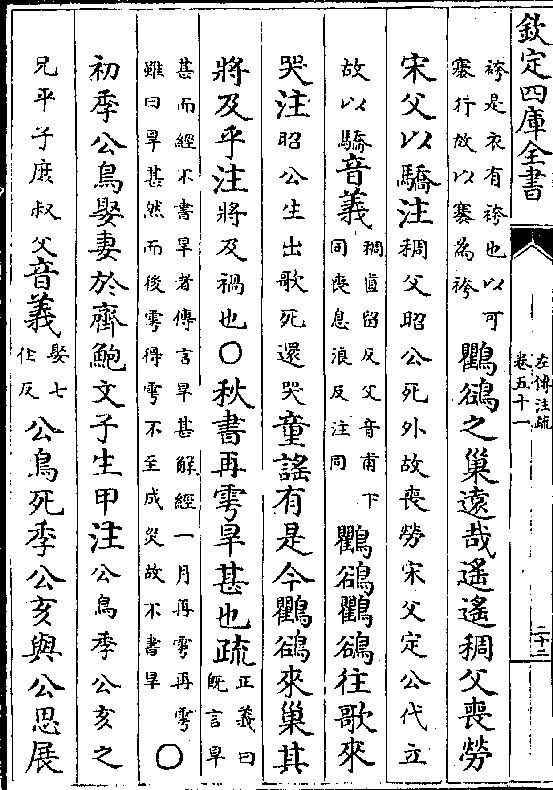 欽定四庫全書
左傳注疏
卷五十一
二十二
袴是衣有袴也以可
褰行故以褰為袴
鸜鵒之巢遠哉遙遙稠父喪勞
宋父以驕注稠父昭公死外故喪勞宋父定公代立
故以驕音義稠直留反父音甫下
同喪息浪反注同
鸜鵒鸜鵒往歌來
哭注昭公生出歌死還哭童謠有是今鸜鵒來巢其
將及乎注將及禍也〇秋書再雩旱甚也疏正義曰
既言旱
甚而經不書旱者傳言旱甚解經一月再雩再雩
雖曰旱甚然而後雩得雩不至成災故不書旱
〇
初季公鳥娶妻於齊鮑文子生甲注公鳥季公亥之
兄平子庶叔父音義娶七
住反
公鳥死季公亥與公思展